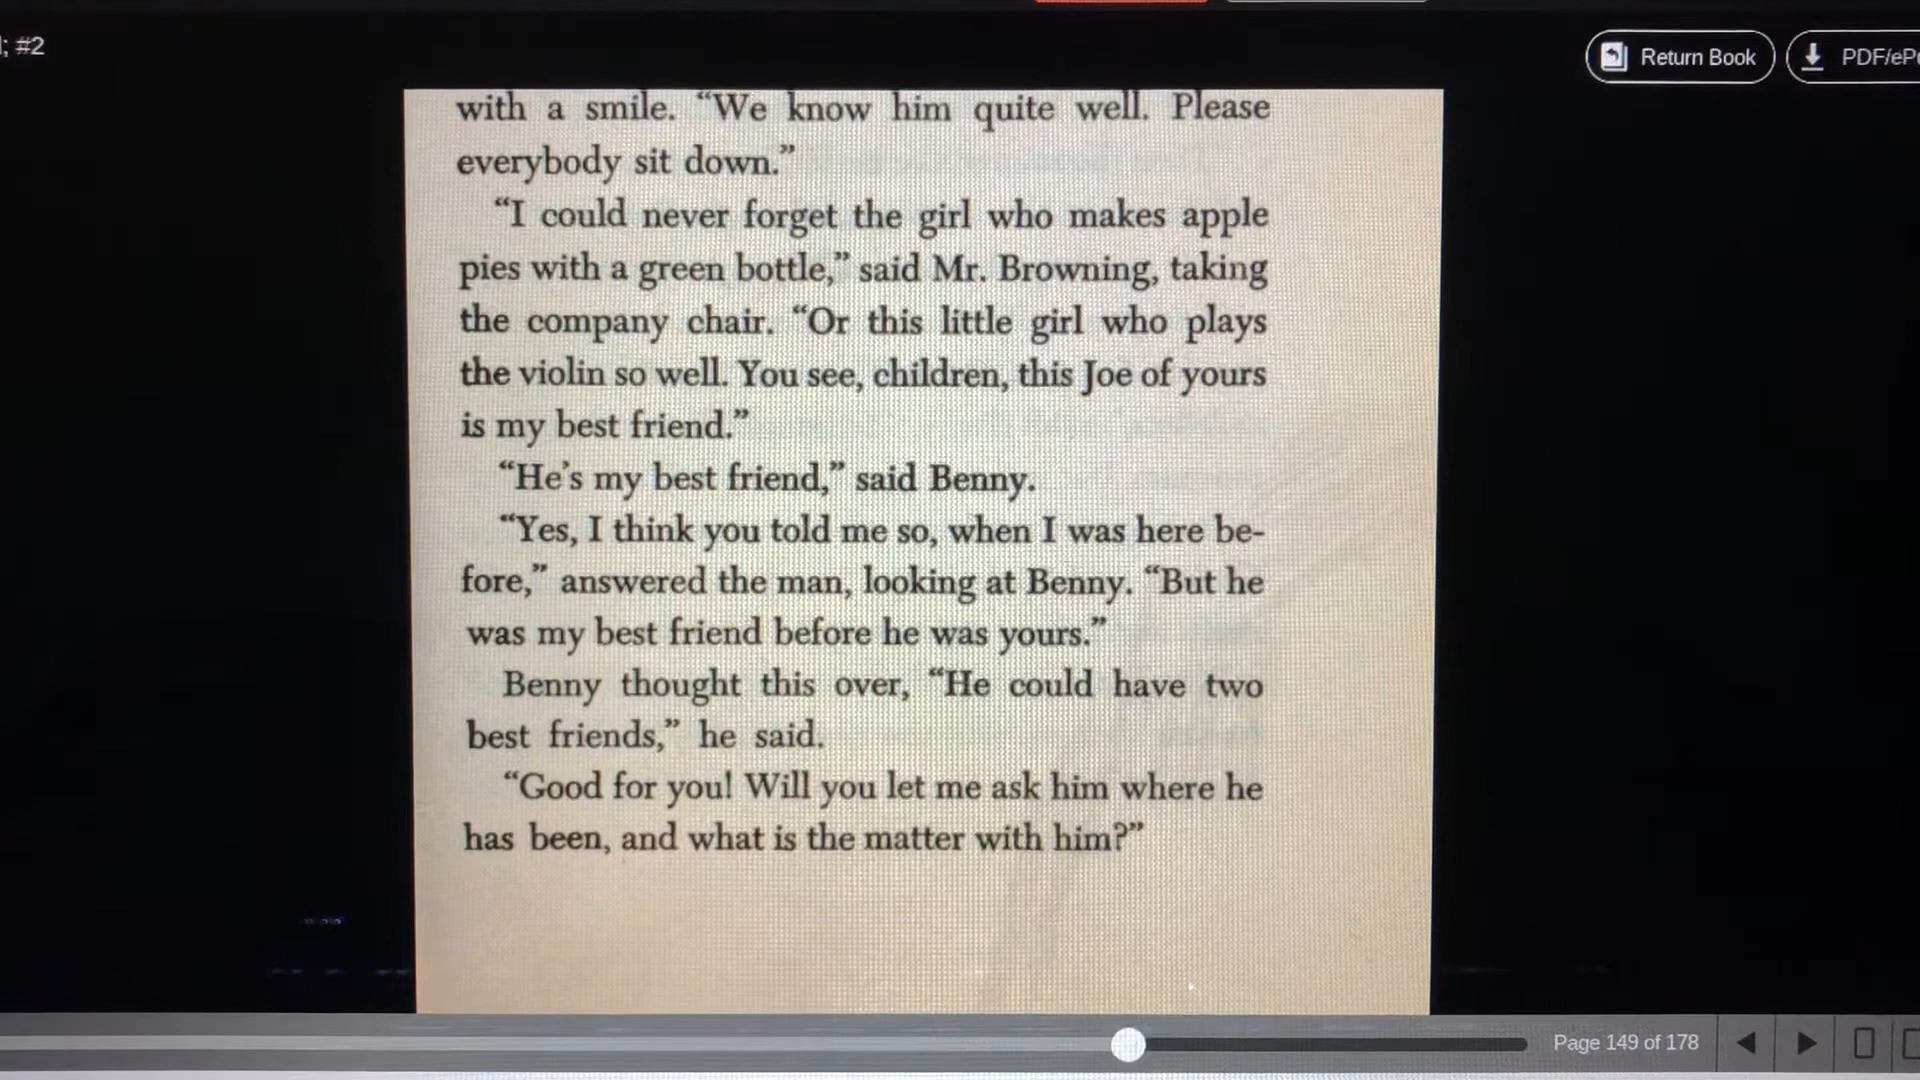 ; #2
Return Book
PDF/eP
with a smile. “We know him quite well. Please
everybody sit down.”
“I could never forget the girl who makes apple
pies with a green bottle,” said Mr. Browning, taking
the company chair. “Or this little girl who plays
the violin so well. You see, children, this Joe of yours
is my best friend.”
“He’s my best friend,” said Benny.
“Yes, I think you told me so, when I was here be-
fore,” answered the man, looking at Benny. “But he
was my best friend before he was yours.”
Benny thought this over, “He could have two
best friends,” he said.
“Good for you! Will you let me ask him where he
has been, and what is the matter with him?”
Page 149 of 178